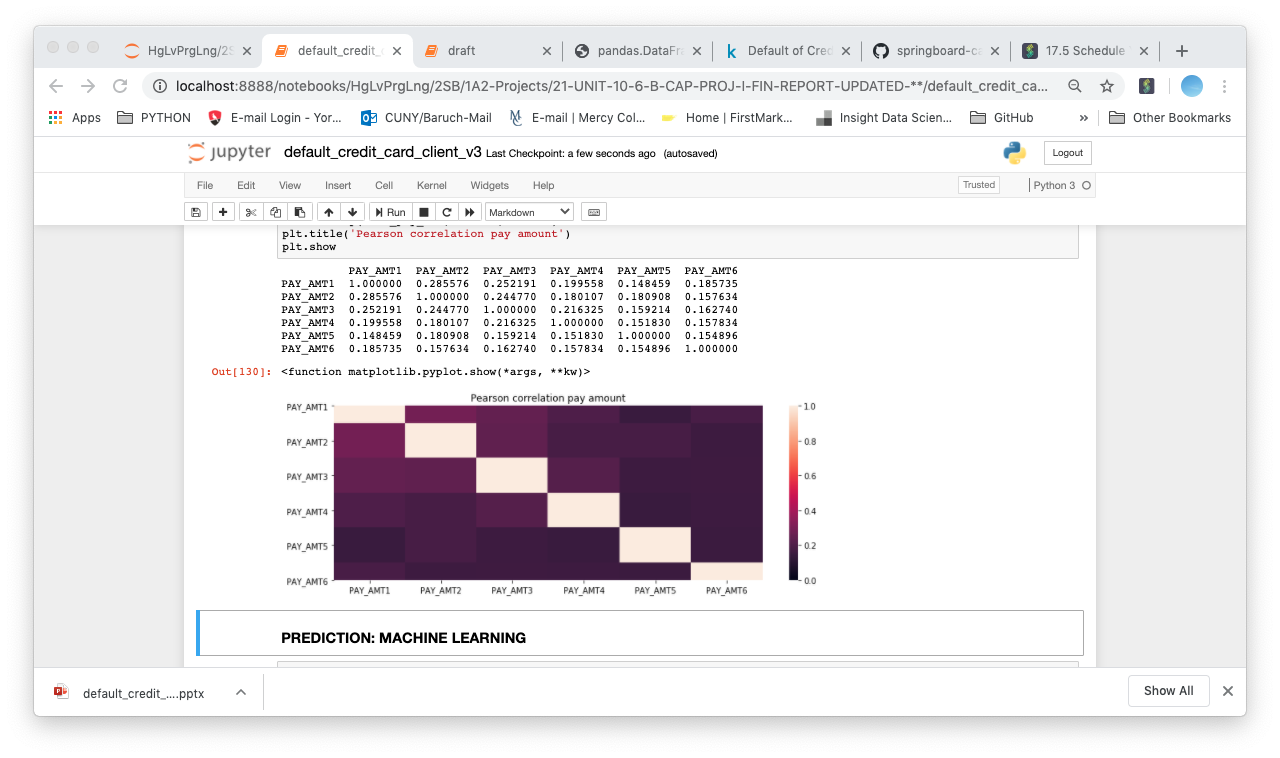 HgLvPrgLng/2S
default_credit_c
draft
pandas.DataFra
Default of Cred
springboard-ca
17.5 Schedule
localhost:8888/notebooks/HgLvPrgLng/2SB/1A2-Projects/21-UNIT-10-6-B-CAP-PROJ-I-FIN-REPORT-UPDATED-**/default_credit_ca...
Apps PYTHON E-mail Login - Yor... CUNY/Baruch-Mail E-mail | Mercy Col... Home | FirstMark... Insight Data Scien... GitHub » Other Bookmarks
jupyter default_credit_card_client_v3 Last Checkpoint: a few seconds ago (autosaved) Logout
File Edit View Insert Cell Kernel Widgets Help Trusted Python 3
Run Markdown
plt.title('Pearson correlation pay amount')
plt.show
PAY_AMT1 PAY_AMT2 PAY_AMT3 PAY_AMT4 PAY_AMT5 PAY_AMT6
PAY_AMT1 1.000000 0.285576 0.252191 0.199558 0.148459 0.185735
PAY_AMT2 0.285576 1.000000 0.244770 0.180107 0.180908 0.157634
PAY_AMT3 0.252191 0.244770 1.000000 0.216325 0.159214 0.162740
PAY_AMT4 0.199558 0.180107 0.216325 1.000000 0.151830 0.157834
PAY_AMT5 0.148459 0.180908 0.159214 0.151830 1.000000 0.154896
PAY_AMT6 0.185735 0.157634 0.162740 0.157834 0.154896 1.000000
Out[130]: <function matplotlib.pyplot.show(*args, **kw)>
Pearson correlation pay amount
PAY_AMT1
PAY_AMT2
PAY_AMT3
PAY_AMT4
PAY_AMT5
PAY_AMT6
PAY_AMT1 PAY_AMT2 PAY_AMT3 PAY_AMT4 PAY_AMT5 PAY_AMT6
1.0
0.8
0.6
0.4
0.2
0.0
PREDICTION: MACHINE LEARNING
default_credit_....pptx
Show All